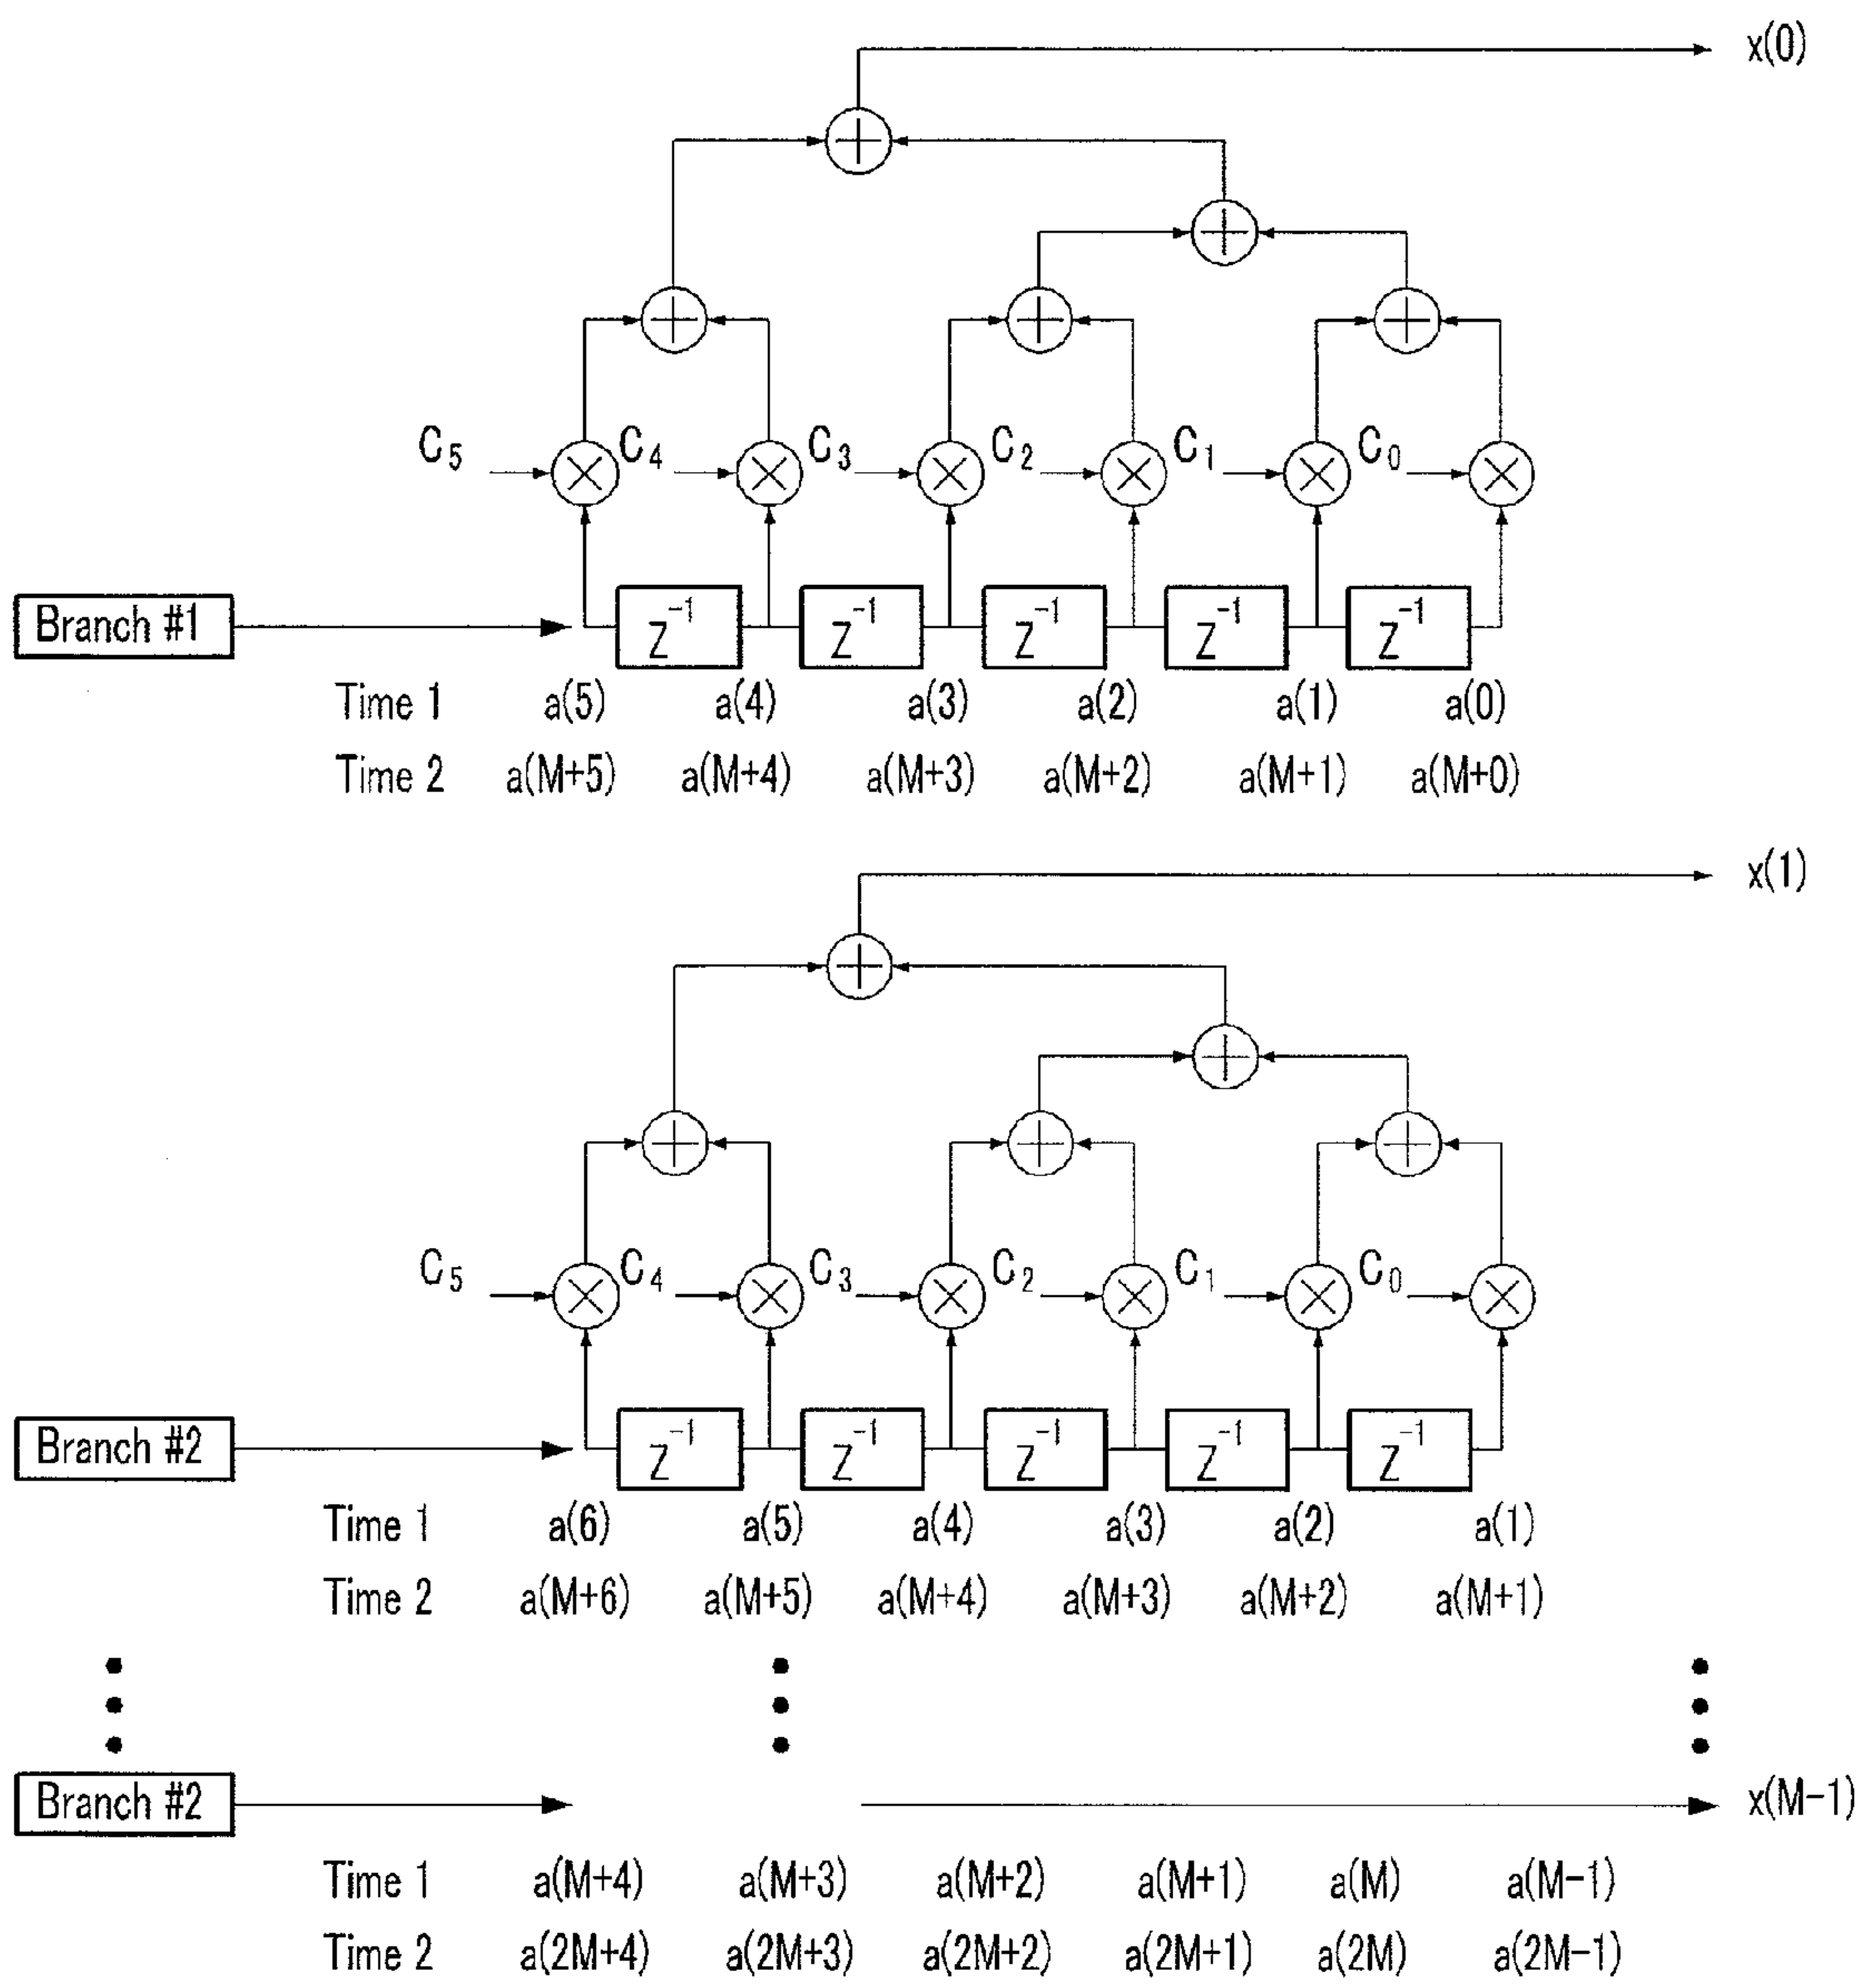 x(0)
C5 C4 C3 C2 C1 C0
Branch #1 Z-1 Z-1 Z-1 Z-1 Z-1
Time 1 a(5) a(4) a(3) a(2) a(1) a(0)
Time 2 a(M+5) a(M+4) a(M+3) a(M+2) a(M+1) a(M+0)
x(1)
C5 C4 C3 C2 C1 C0
Branch #2 Z-1 Z-1 Z-1 Z-1 Z-1
Time 1 a(6) a(5) a(4) a(3) a(2) a(1)
Time 2 a(M+6) a(M+5) a(M+4) a(M+3) a(M+2) a(M+1)
Branch #2 x(M-1)
Time 1 a(M+4) a(M+3) a(M+2) a(M+1) a(M) a(M-1)
Time 2 a(2M+4) a(2M+3) a(2M+2) a(2M+1) a(2M) a(2M-1)